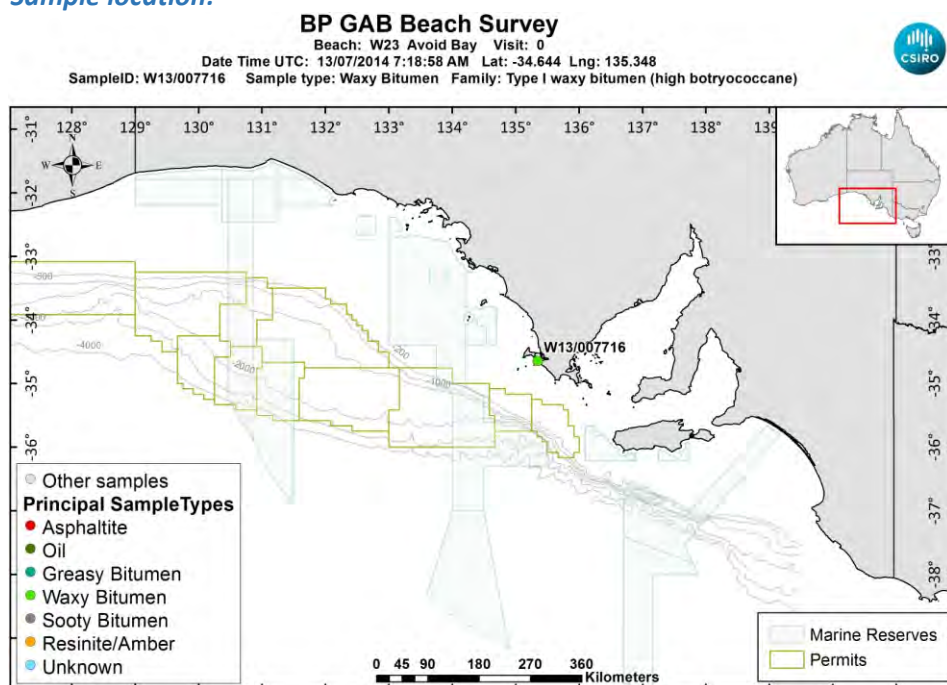 Sample location:
BP GAB Beach Survey
Beach: W23 Avoid Bay Visit: 0
Date Time UTC: 13/07/2014 7:18:58 AM Lat: -34.644 Lng: 135.348
SampleID: W13/007716 Sample type: Waxy Bitumen Family: Type I waxy bitumen (high botryococcane)
CSIRO
128° 129° 130° 131° 132° 133° 134° 135° 136° 137° 138° 139
-31°
-32°
-33°
-34°
-35°
-36°
-37°
-38°
-31°
-32°
-33°
-34°
-35°
-36°
-37°
-38°
N
W E
S
-4000
-2000
-200
-1000
W13/007716
Other samples
Principal SampleTypes
Asphaltite
Oil
Greasy Bitumen
Waxy Bitumen
Sooty Bitumen
Resinite/Amber
Unknown
0 45 90 180 270 360
Kilometers
Marine Reserves
Permits